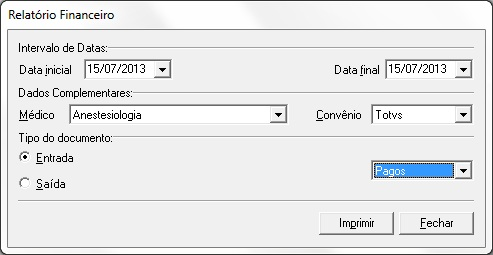 Relatório Financeiro
Intervalo de Datas:
Data inicial 15/07/2013 Data final 15/07/2013
Dados Complementares:
Médico Anestesiologia Convênio Totvs
Tipo do documento:
Entrada
Pagos
Saída
Imprimir Fechar